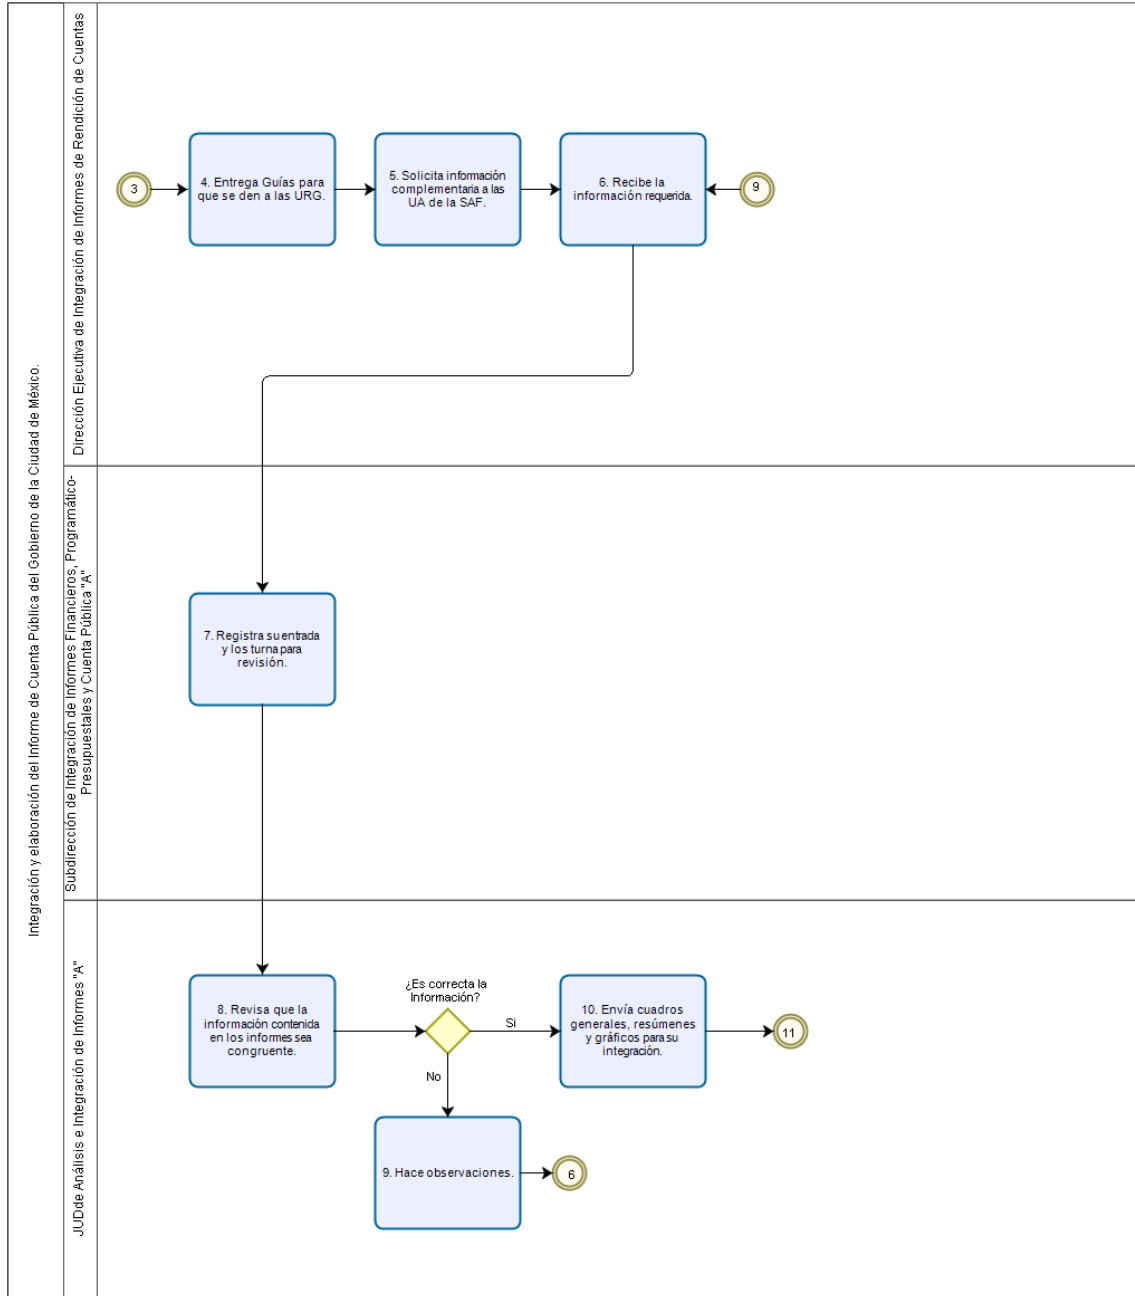 Integración y elaboración del Informe de Cuenta Pública del Gobierno de la Ciudad de México.
Dirección Ejecutiva de Integración de Informes de Rendición de Cuentas
3
4. Entrega Guías para
que se den a las URG.
5. Solicita información
complementaria a las
UA de la SAF.
6. Recibe la
información requerida.
9
Subdirección de Integración de Informes Financieros, Programático-
Presupuestales y Cuenta Pública "A"
7. Registra su entrada
y los turna para
revisión.
JUDde Análisis e Integración de Informes "A"
8. Revisa que la
información contenida
en los informes sea
congruente.
¿Es correcta la
Información?
Si
No
10. Envía cuadros
generales, resúmenes
y gráficos para su
integración.
11
9. Hace observaciones.
6